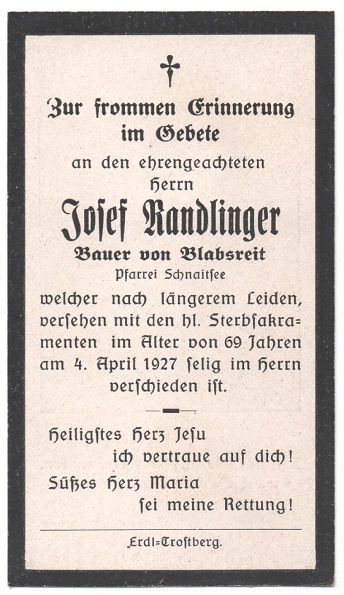 Zur frommen Erinnerung
im Gebete
an den ehrengeachteten
Herrn
Josef Randlinger
Bauer von Blabsreit
Pfarrei Schnaitsee
welcher nach längerem Leiden,
versehen mit den hl. Sterbsakra-
menten im Alter von 69 Jahren
am 4. April 1927 selig im Herrn
verschieden ist.
Heiligstes Herz Jesu
ich vertraue auf dich!
Süßes Herz Maria
sei meine Rettung!
Erdl-Trostberg.